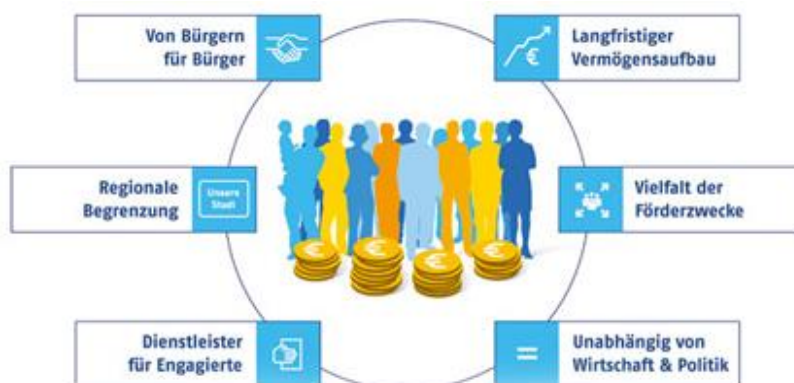 Von Bürgern
für Bürger
Langfristiger
Vermögensaufbau
€
Regionale
Begrenzung
Unsere
Stadt
Vielfalt der
Förderzwecke
€
€
€
€
Dienstleister
für Engagierte
=
Unabhängig von
Wirtschaft & Politik